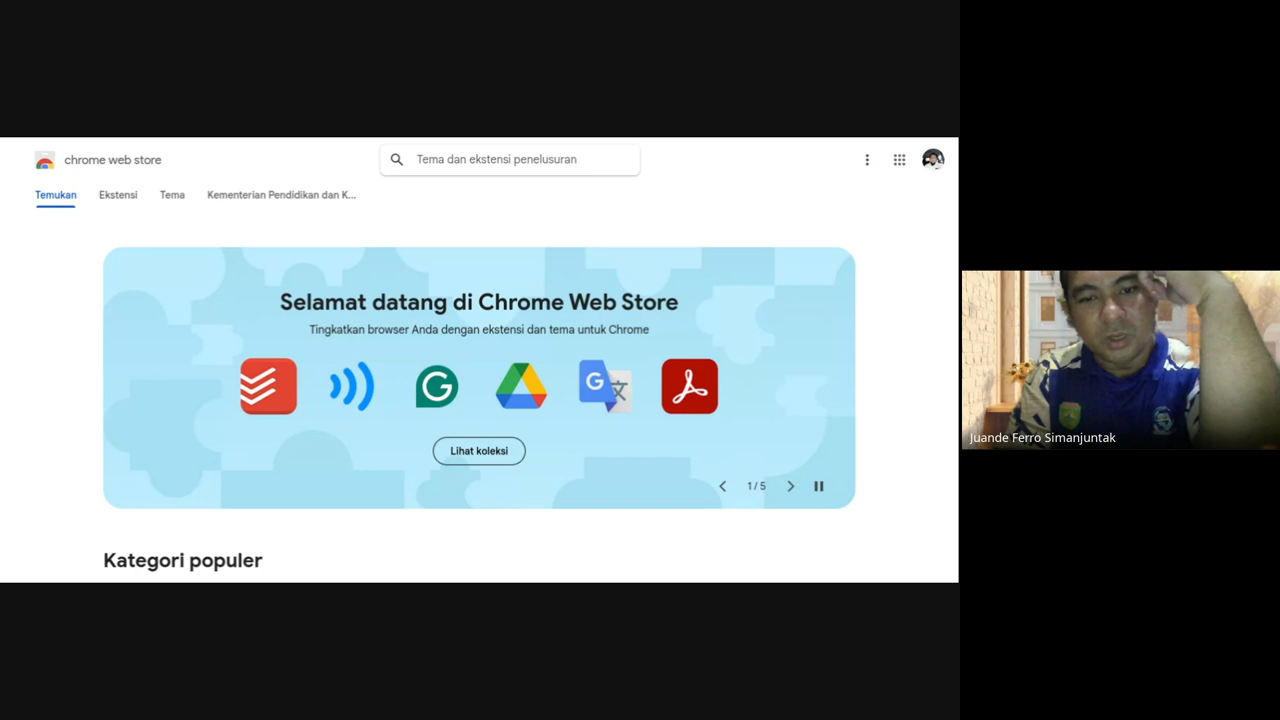 chrome web store
Tema dan ekstensi penelusuran
Temukan
Ekstensi
Tema
Kementerian Pendidikan dan K...
Selamat datang di Chrome Web Store
Tingkatkan browser Anda dengan ekstensi dan tema untuk Chrome
Lihat koleksi
1 / 5
Kategori populer
Juande Ferro Simanjuntak